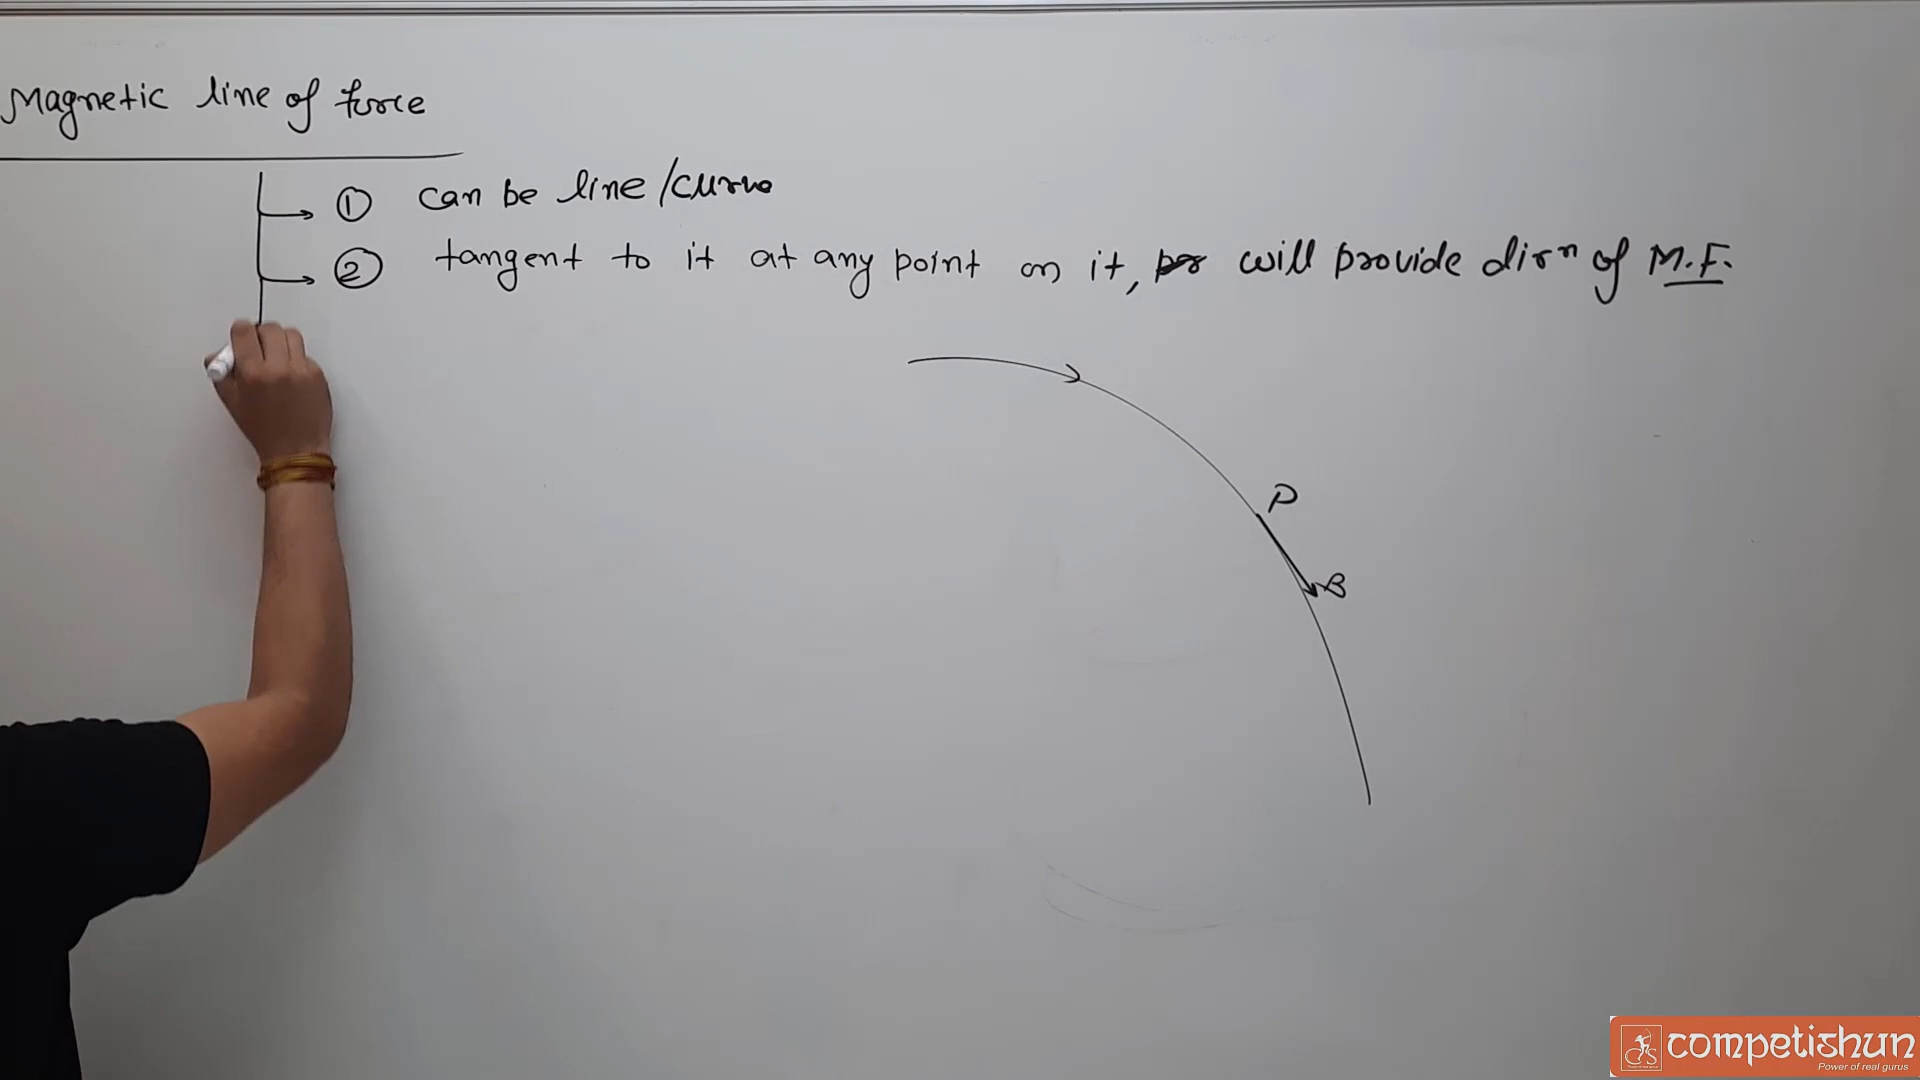 Magnetic line of force
① can be line/curve
② tangent to it at any point on it, will provide dirⁿ of M.F.
P
B
competishun
Power of real gurus